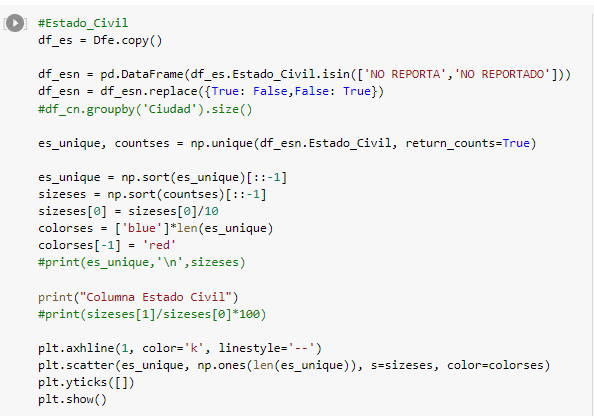 #Estado_Civil
df_es = Dfe.copy()
df_esn = pd.DataFrame(df_es.Estado_Civil.isin(['NO REPORTA','NO REPORTADO']))
df_esn = df_esn.replace({True: False,False: True})
#df_cn.groupby('Ciudad').size()
es_unique, countses = np.unique(df_esn.Estado_Civil, return_counts=True)
es_unique = np.sort(es_unique)[::-1]
sizeses = np.sort(countses)[::-1]
sizeses[0] = sizeses[0]/10
colorses = ['blue']*len(es_unique)
colorses[-1] = 'red'
#print(es_unique,'\n',sizeses)
print("Columna Estado Civil")
#print(sizeses[1]/sizeses[0]*100)
plt.axhline(1, color='k', linestyle='--')
plt.scatter(es_unique, np.ones(len(es_unique)), s=sizeses, color=colorses)
plt.yticks([])
plt.show()